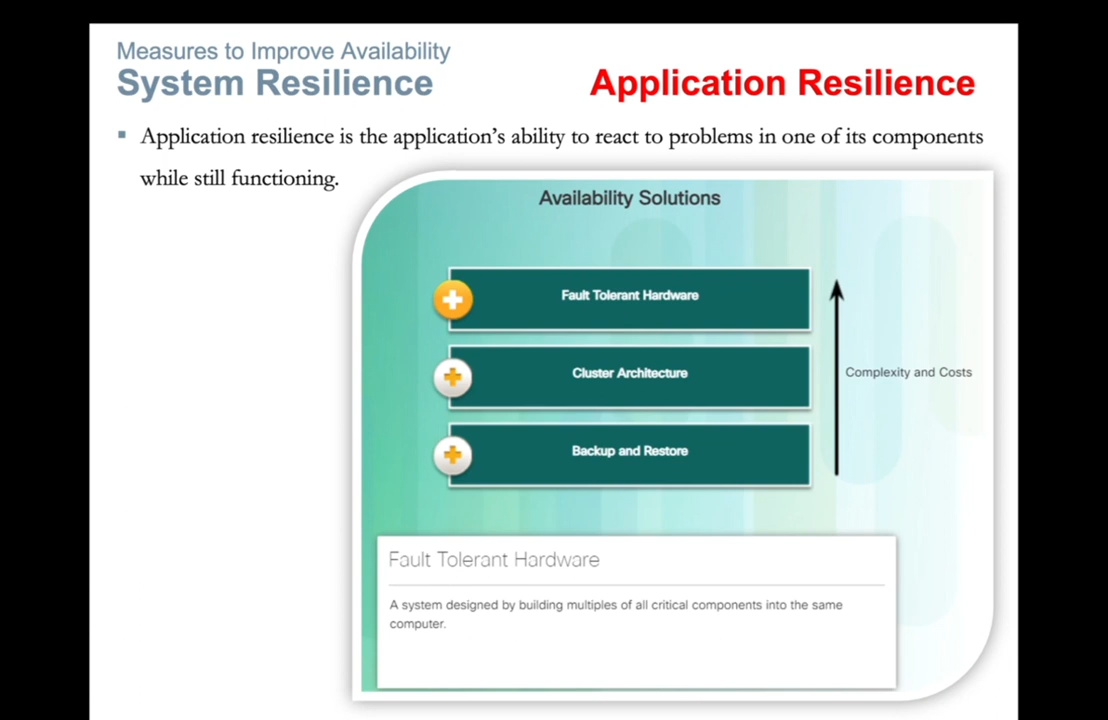 Measures to Improve Availability
System Resilience
Application Resilience
▪ Application resilience is the application's ability to react to problems in one of its components
while still functioning.
Availability Solutions
Fault Tolerant Hardware
Cluster Architecture
Complexity and Costs
Backup and Restore
Fault Tolerant Hardware
A system designed by building multiples of all critical components into the same
computer.